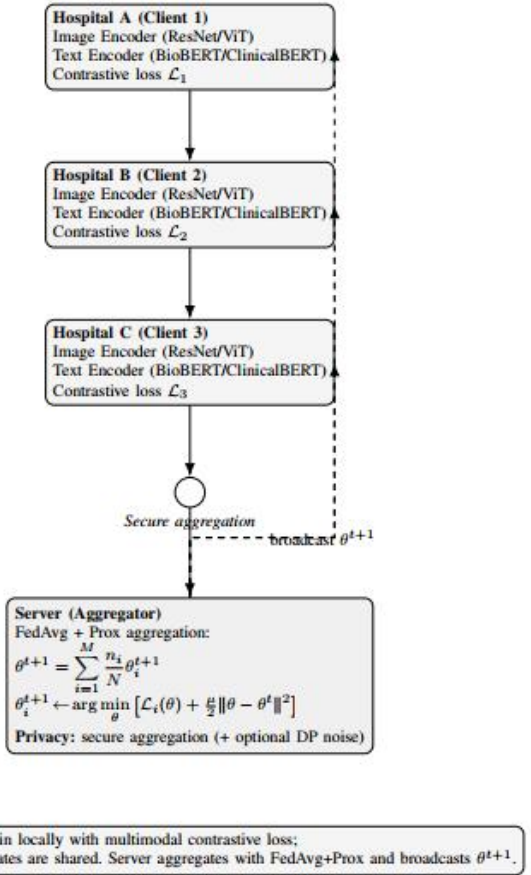 Hospital A (Client 1)
Image Encoder (ResNet/ViT)
Text Encoder (BioBERT/ClinicalBERT)
Contrastive loss ℒ₁
Hospital B (Client 2)
Image Encoder (ResNet/ViT)
Text Encoder (BioBERT/ClinicalBERT)
Contrastive loss ℒ₂
Hospital C (Client 3)
Image Encoder (ResNet/ViT)
Text Encoder (BioBERT/ClinicalBERT)
Contrastive loss ℒ₃
Secure aggregation
broadcast θ^{t+1}
Server (Aggregator)
FedAvg + Prox aggregation:
θ^{t+1} = ∑_{i=1}^{M} \frac{n_i}{N} θ_i^{t+1}
θ_i^{t+1} ← arg min_θ [ℒ_i(θ) + \frac{μ}{2}‖θ − θ^t‖²]
Privacy: secure aggregation (+ optional DP noise)
in locally with multimodal contrastive loss;
ates are shared. Server aggregates with FedAvg+Prox and broadcasts θ^{t+1}.